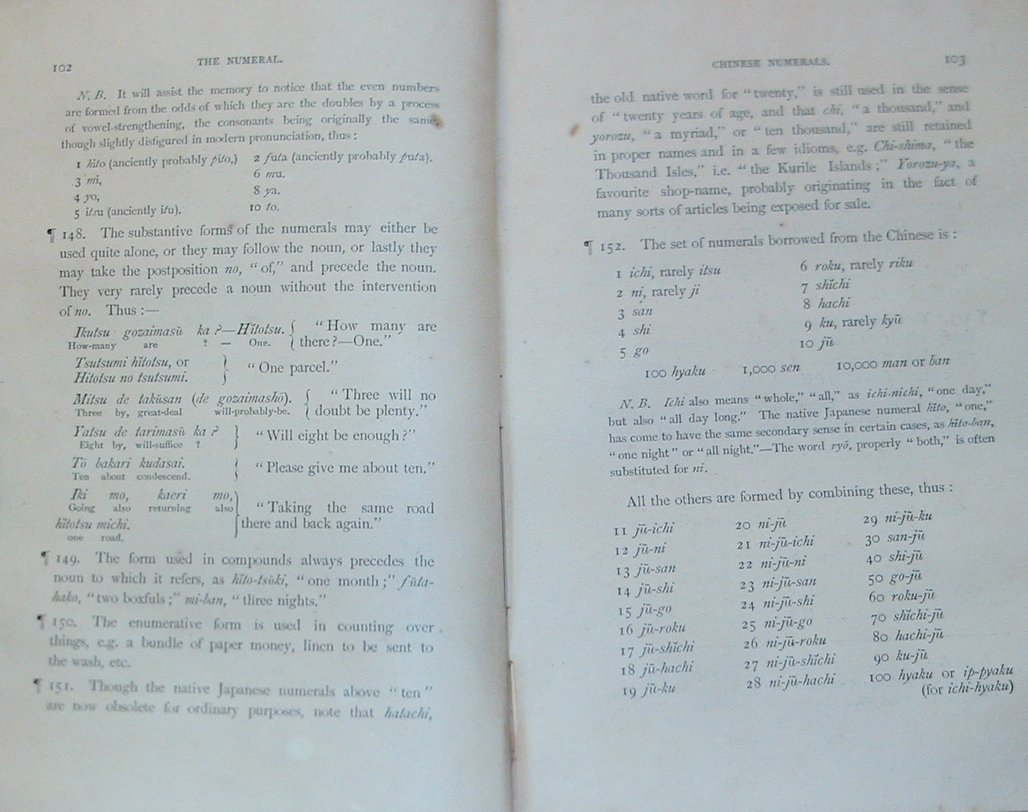 102
THE NUMERAL.
N. B. It will assist the memory to notice that the even numbers
are formed from the odds of which they are the doubles by a process
of vowel-strengthening, the consonants being originally the same,
though slightly disfigured in modern pronunciation, thus:
1 hito (anciently probably pito,) 2 futa (anciently probably puta).
3 mi, 6 mu.
4 yo, 8 ya.
5 itsu (anciently itu). 10 to.
¶ 148. The substantive forms of the numerals may either be
used quite alone, or they may follow the noun, or lastly they
may take the postposition no, "of," and precede the noun.
They very rarely precede a noun without the intervention
of no. Thus:—
Ikutsu gozaimasŭ ka?—Hĭtotsu. { "How many are
How-many are ? — One. { there?—One."
Tsutsumi hĭtotsu, or
Hitotsu no tsutsumi. } "One parcel."
Mitsu de takŭsan (de gozaimashō). { "Three will no
Three by, great-deal will-probably-be. { doubt be plenty."
Yatsu de tarimasŭ ka? } "Will eight be enough?"
Eight by, will-suffice ?
Tō bakari kudasai. { "Please give me about ten."
Ten about condescend.
Iki mo, kaeri mo,
Going also returning also "Taking the same road
hĭtotsu michi. there and back again."
one road.
¶ 149. The form used in compounds always precedes the
noun to which it refers, as hĭto-tsŭki, "one month;" fŭta-
hako, "two boxfuls;" mi-ban, "three nights."
¶ 150. The enumerative form is used in counting over
things, e.g. a bundle of paper money, linen to be sent to
the wash, etc.
¶ 151. Though the native Japanese numerals above "ten"
are now obsolete for ordinary purposes, note that hatachi,
CHINESE NUMERALS.
103
the old native word for "twenty," is still used in the sense
of "twenty years of age, and that chi, "a thousand," and
yorozu, "a myriad," or "ten thousand," are still retained
in proper names and in a few idioms, e.g. Chi-shima, "the
Thousand Isles," i.e. "the Kurile Islands;" Yorozu-ya, a
favourite shop-name, probably originating in the fact of
many sorts of articles being exposed for sale.
¶ 152. The set of numerals borrowed from the Chinese is:
1 ichi, rarely itsu 6 roku, rarely riku
2 ni, rarely ji 7 shĭchi
3 san 8 hachi
4 shi 9 ku, rarely kyū
5 go 10 jū
100 hyaku 1,000 sen 10,000 man or ban
N. B. Ichi also means "whole," "all," as ichi-nichi, "one day,"
but also "all day long." The native Japanese numeral hĭto, "one,"
has come to have the same secondary sense in certain cases, as hĭto-ban,
"one night" or "all night."—The word ryō, properly "both," is often
substituted for ni.
All the others are formed by combining these, thus:
11 jū-ichi 20 ni-jū 29 ni-jū-ku
12 jū-ni 21 ni-jū-ichi 30 san-jū
13 jū-san 22 ni-jū-ni 40 shi-jū
14 jū-shi 23 ni-jū-san 50 go-jū
15 jū-go 24 ni-jū-shi 60 roku-jū
16 jū-roku 25 ni-jū-go 70 shĭchi-jū
17 jū-shĭchi 26 ni-jū-roku 80 hachi-jū
18 jū-hachi 27 ni-jū-shĭchi 90 ku-jū
19 jū-ku 28 ni-jū-hachi 100 hyaku or ip-pyaku
(for ichi-hyaku)